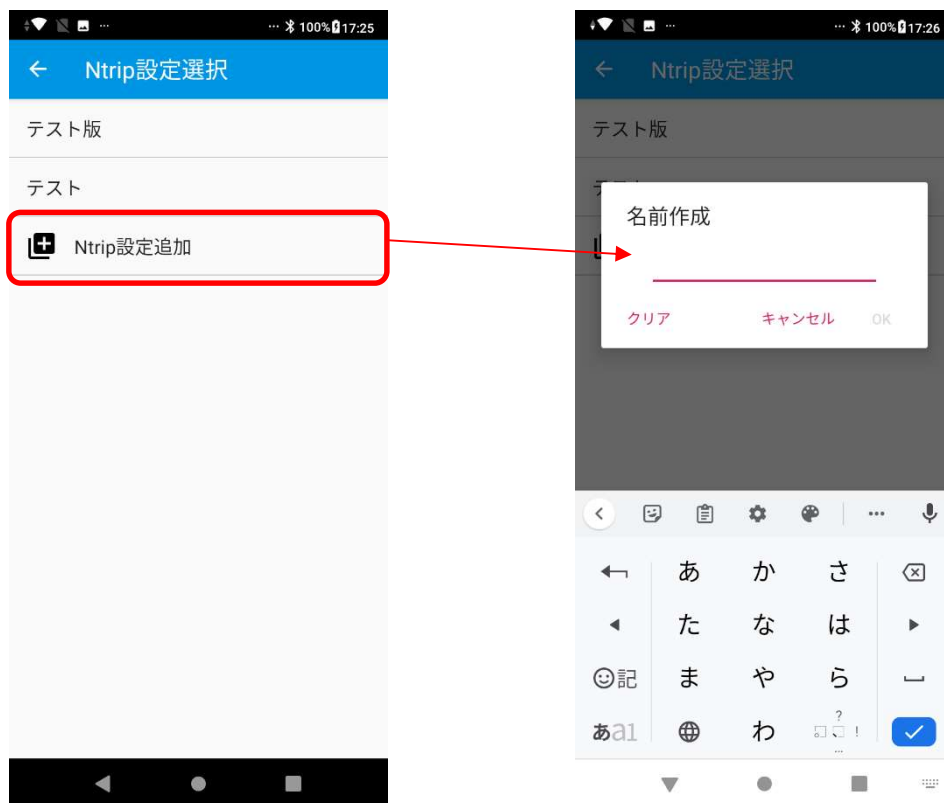 … 100% 17:25
Ntrip設定選択
テスト版
テスト
Ntrip設定追加
… 100% 17:26
Ntrip設定選択
テスト版
名前作成
クリア キャンセル OK
あ か さ
た な は
記 ま や ら
あa1 わ 、。?!…